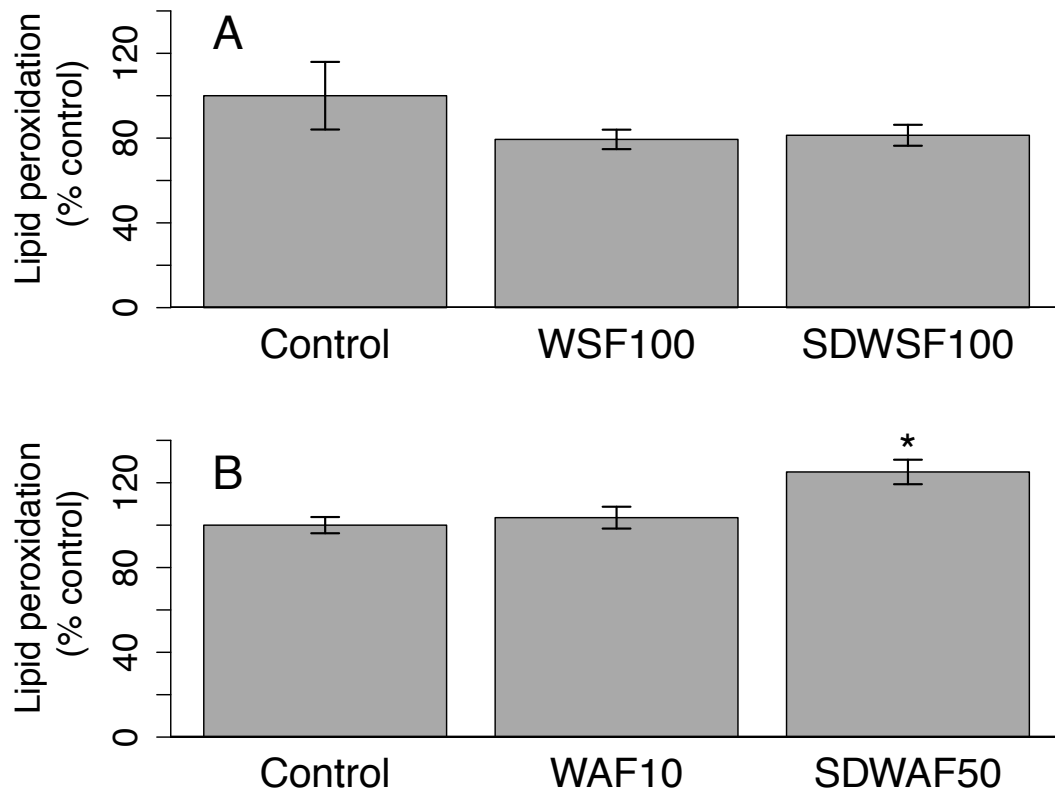 A
Lipid peroxidation
(% control)
120
80
40
0
Control WSF100 SDWSF100
B
*
Lipid peroxidation
(% control)
120
80
40
0
Control WAF10 SDWAF50